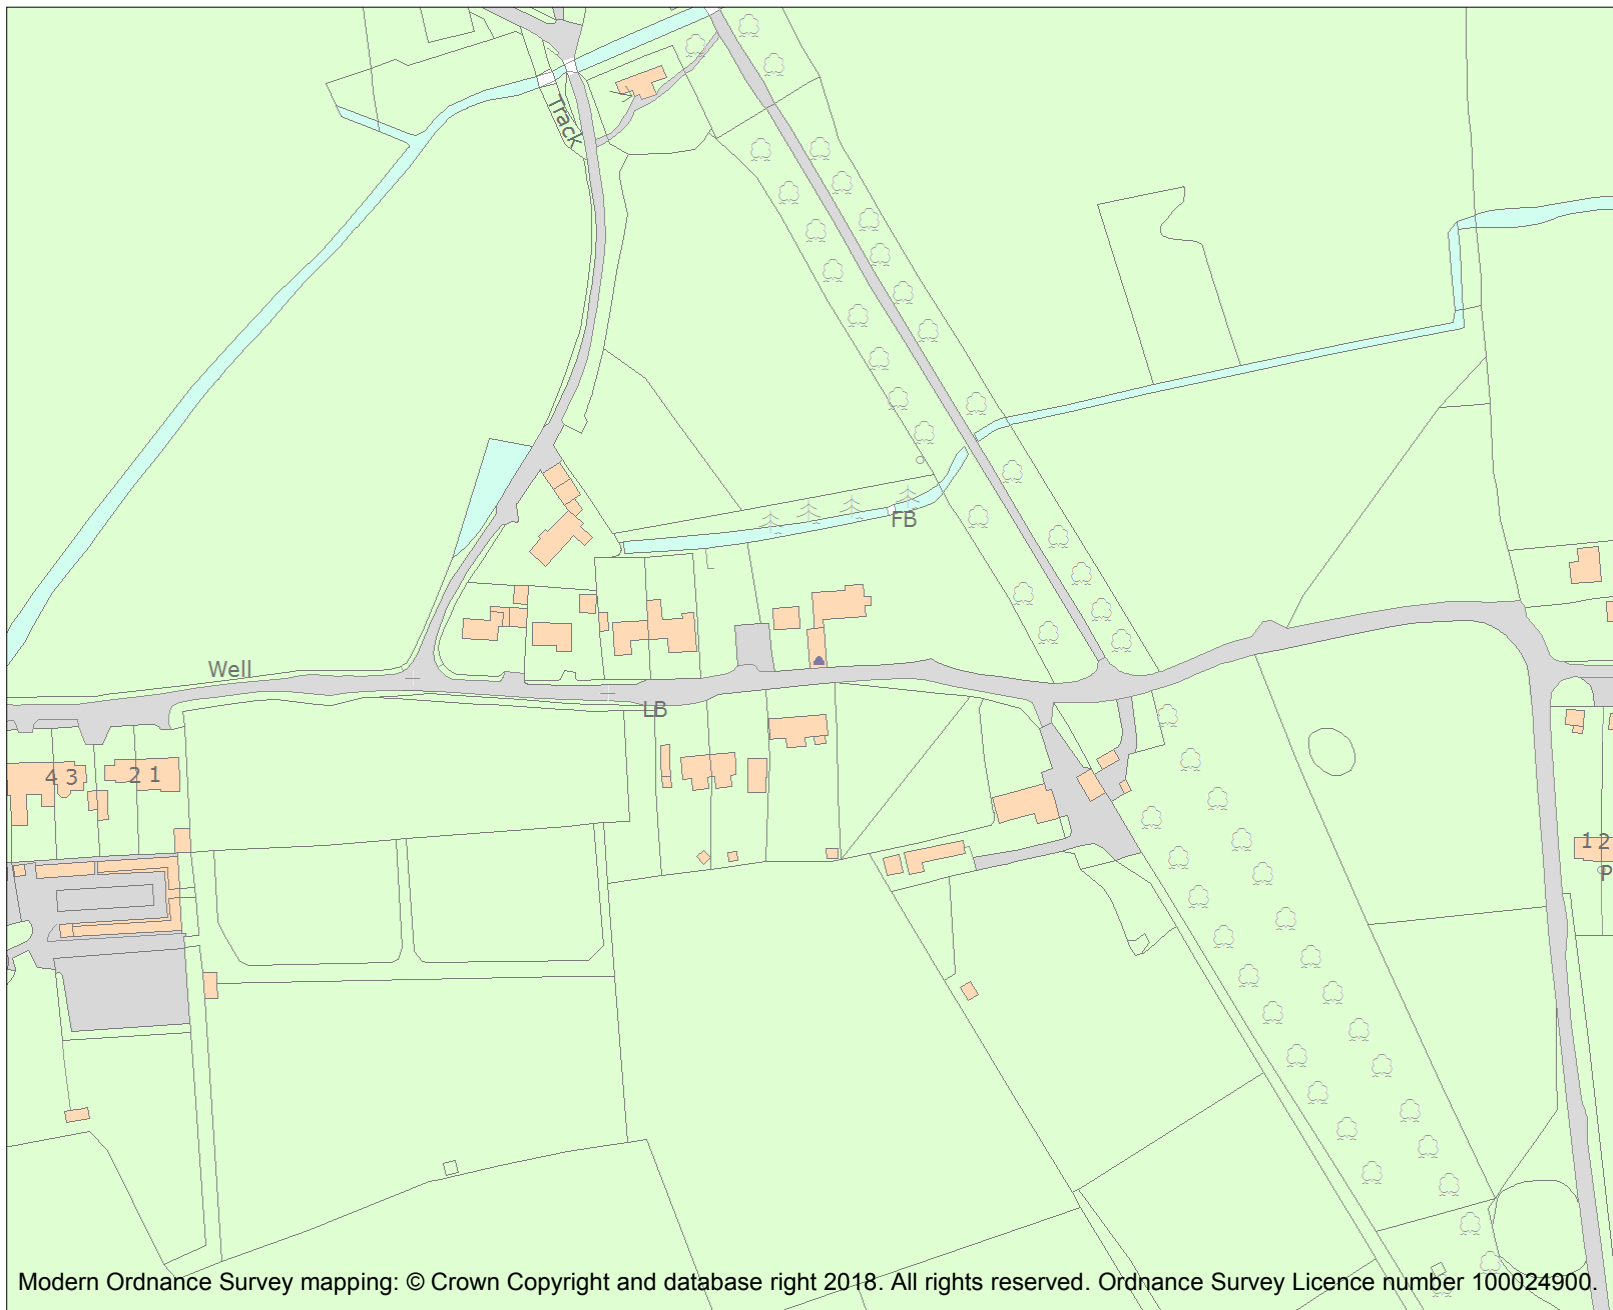 Track
FB
Well
LB
4 3
2 1
1 2
P
Modern Ordnance Survey mapping: © Crown Copyright and database right 2018. All rights reserved. Ordnance Survey Licence number 100024900.